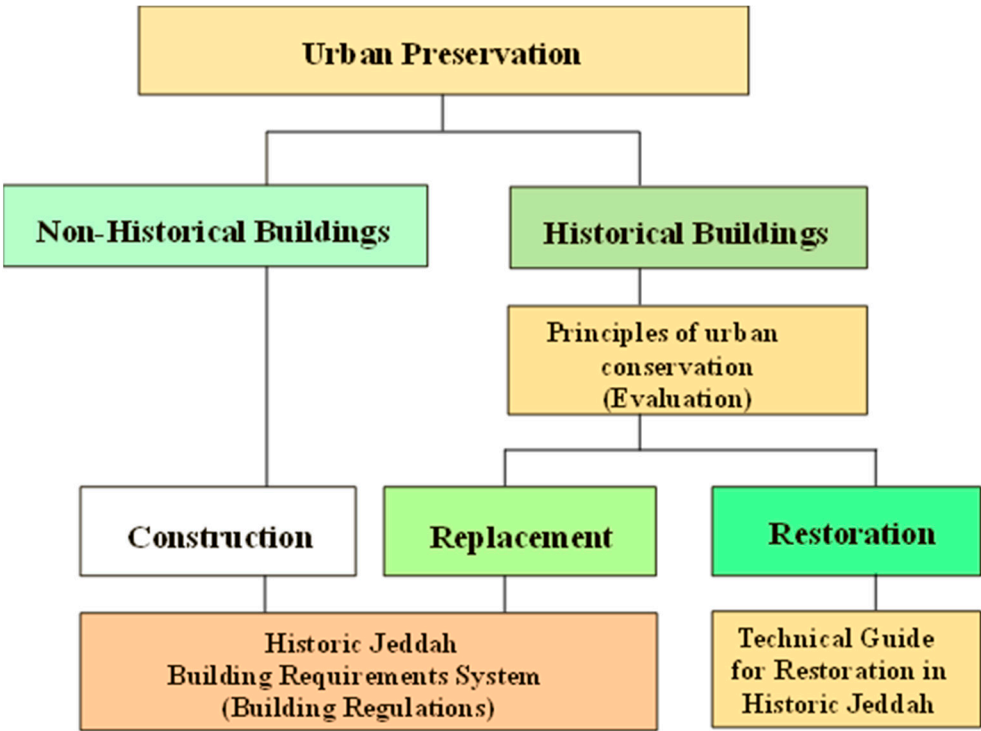 Urban Preservation
Non-Historical Buildings
Historical Buildings
Principles of urban
conservation
(Evaluation)
Construction
Replacement
Restoration
Historic Jeddah
Building Requirements System
(Building Regulations)
Technical Guide
for Restoration in
Historic Jeddah